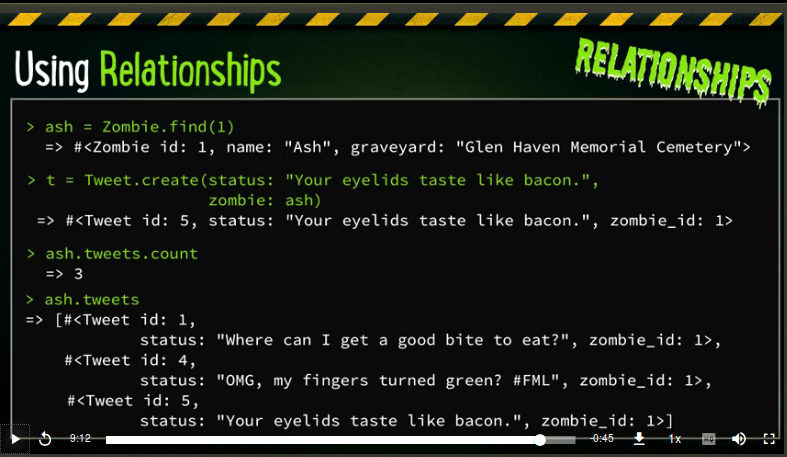 Using Relationships
RELATIONSHIPS
> ash = Zombie.find(1)
=> #<Zombie id: 1, name: "Ash", graveyard: "Glen Haven Memorial Cemetery">
> t = Tweet.create(status: "Your eyelids taste like bacon.",
zombie: ash)
=> #<Tweet id: 5, status: "Your eyelids taste like bacon.", zombie_id: 1>
> ash.tweets.count
=> 3
> ash.tweets
=> [#<Tweet id: 1,
status: "Where can I get a good bite to eat?", zombie_id: 1>,
#<Tweet id: 4,
status: "OMG, my fingers turned green? #FML", zombie_id: 1>,
#<Tweet id: 5,
status: "Your eyelids taste like bacon.", zombie_id: 1>]
9:12 -0:45 1x HD